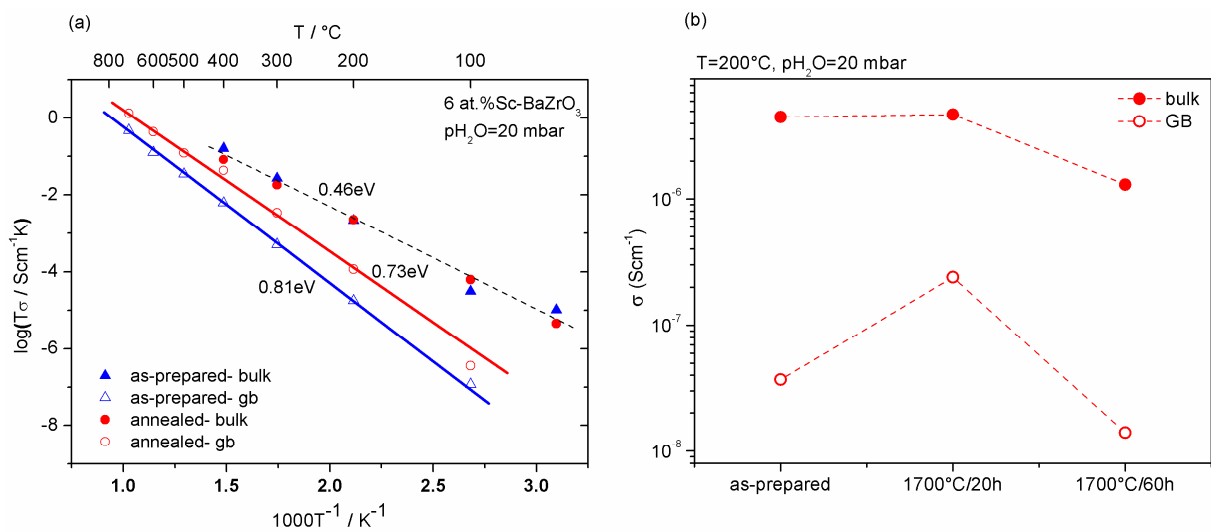 (a)
T / °C
800 600 500 400 300 200 100
6 at.%Sc-BaZrO₃
pH₂O=20 mbar
0.46eV
0.73eV
0.81eV
log(Tσ / Scm⁻¹K)
0
-2
-4
-6
-8
as-prepared- bulk
as-prepared- gb
annealed- bulk
annealed- gb
1.0 1.5 2.0 2.5 3.0
1000T⁻¹ / K⁻¹
(b)
T=200°C, pH₂O=20 mbar
bulk
GB
σ (Scm⁻¹)
10⁻⁶
10⁻⁷
10⁻⁸
as-prepared 1700°C/20h 1700°C/60h